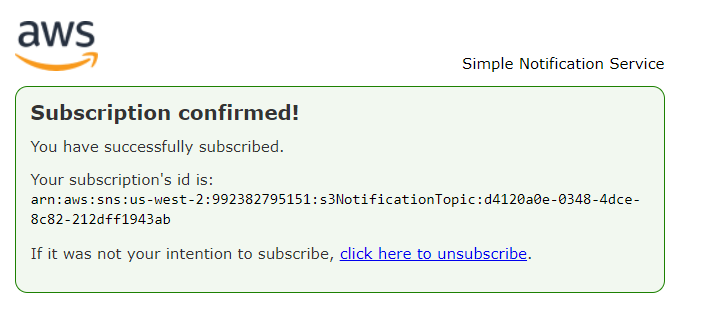 aws
Simple Notification Service
Subscription confirmed!
You have successfully subscribed.
Your subscription's id is:
arn:aws:sns:us-west-2:992382795151:s3NotificationTopic:d4120a0e-0348-4dce-
8c82-212dff1943ab
If it was not your intention to subscribe, click here to unsubscribe.